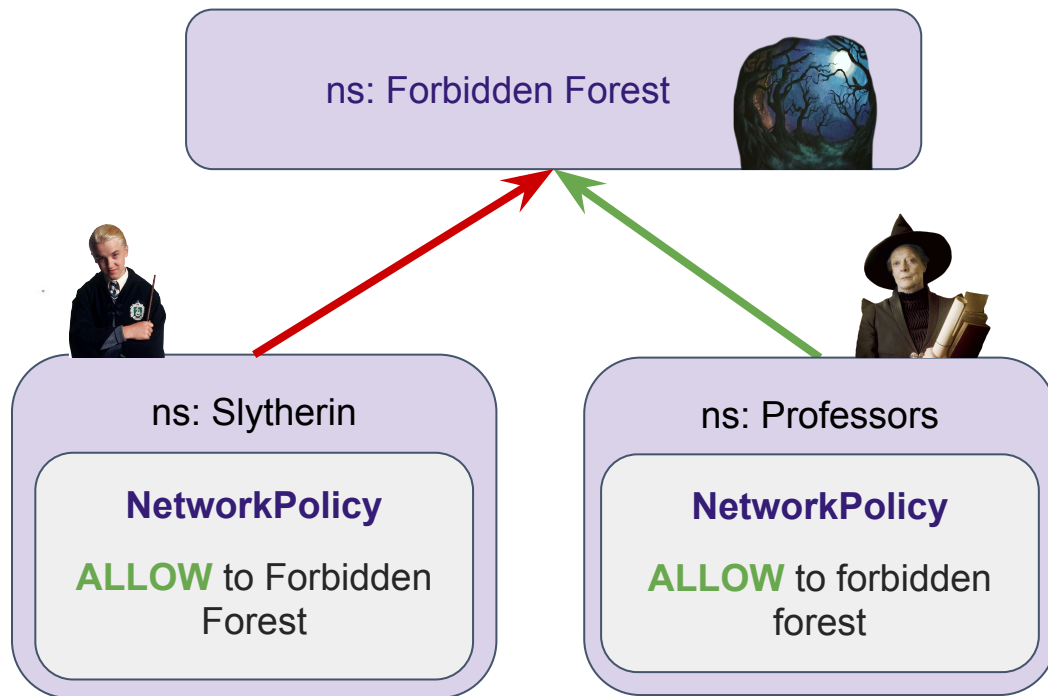 ns: Forbidden Forest
ns: Slytherin
NetworkPolicy
ALLOW to Forbidden
Forest
ns: Professors
NetworkPolicy
ALLOW to forbidden
forest